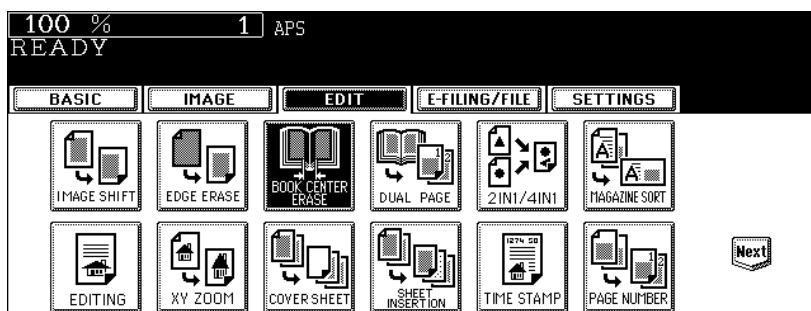 100 % 1 APS
READY
BASIC IMAGE EDIT E-FILING/FILE SETTINGS
IMAGE SHIFT EDGE ERASE BOOK CENTER ERASE DUAL PAGE 2IN1/4IN1 MAGAZINE SORT
EDITING XY ZOOM COVER SHEET SHEET INSERTION TIME STAMP PAGE NUMBER Next